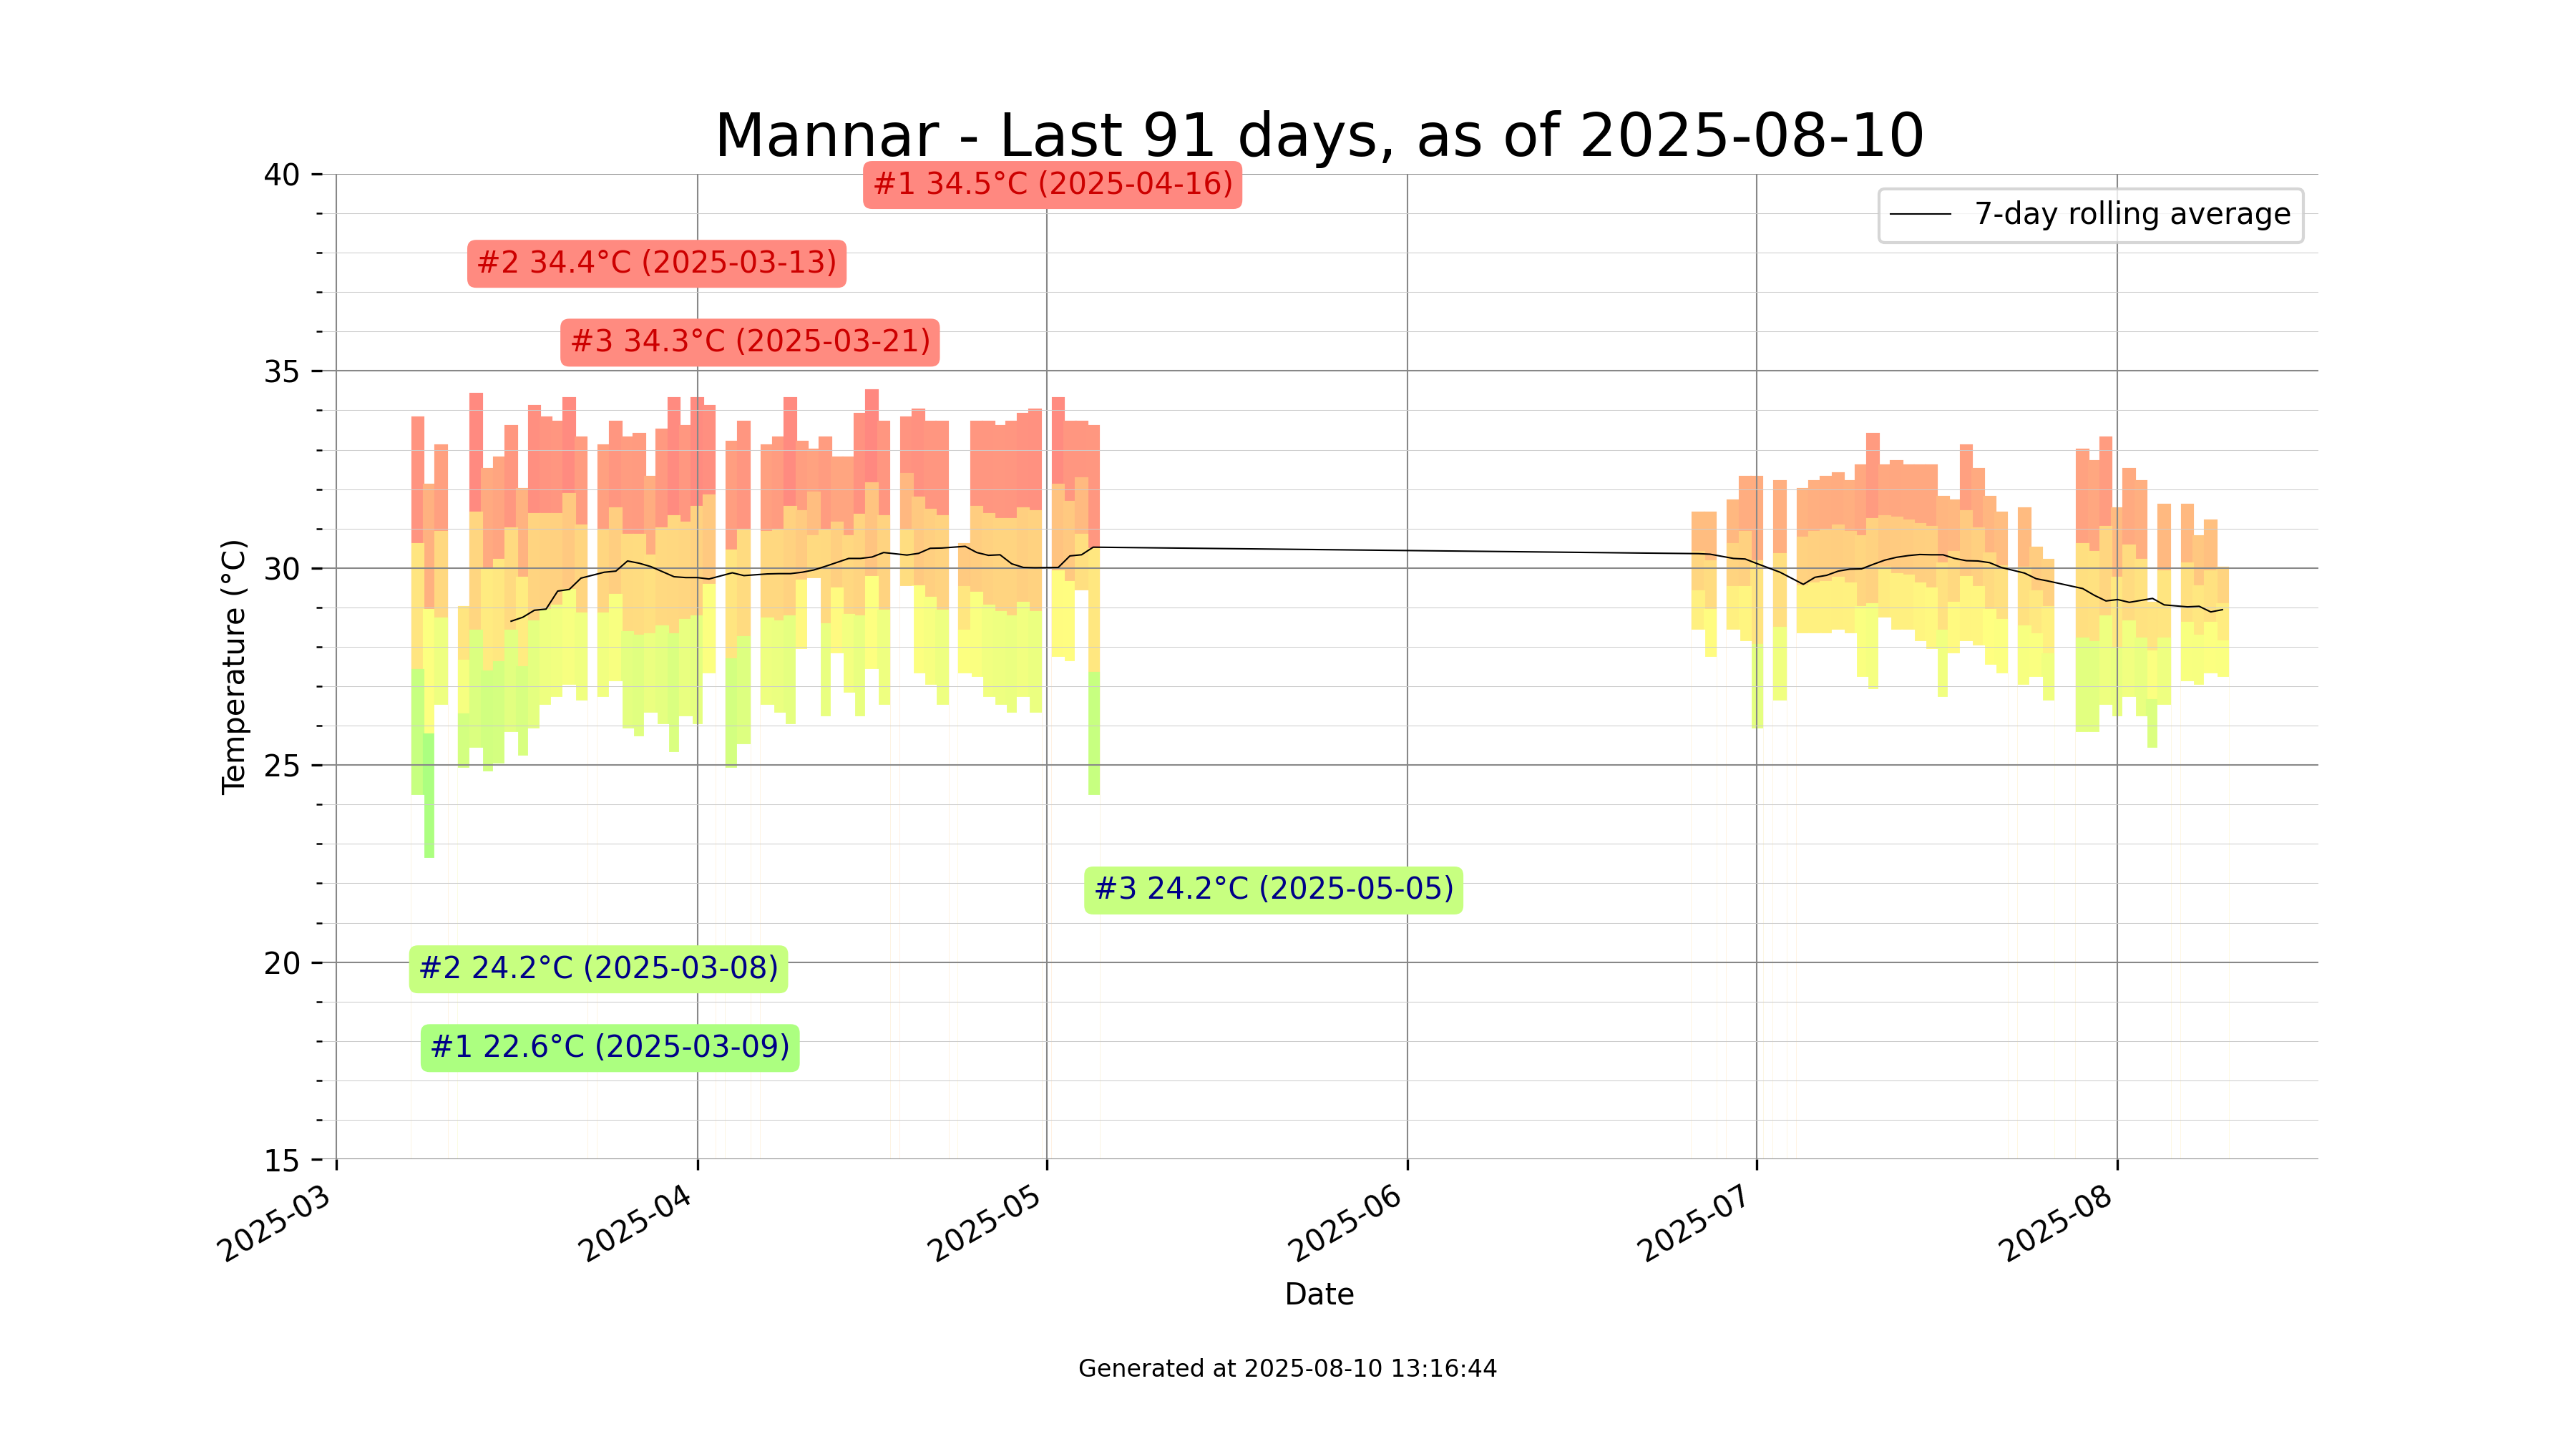 Mannar - Last 91 days, as of 2025-08-10
#1 34.5°C (2025-04-16)
#2 34.4°C (2025-03-13)
#3 34.3°C (2025-03-21)
7-day rolling average
40
35
30
25
20
15
Temperature (°C)
#3 24.2°C (2025-05-05)
#2 24.2°C (2025-03-08)
#1 22.6°C (2025-03-09)
2025-03
2025-04
2025-05
2025-06
2025-07
2025-08
Date
Generated at 2025-08-10 13:16:44